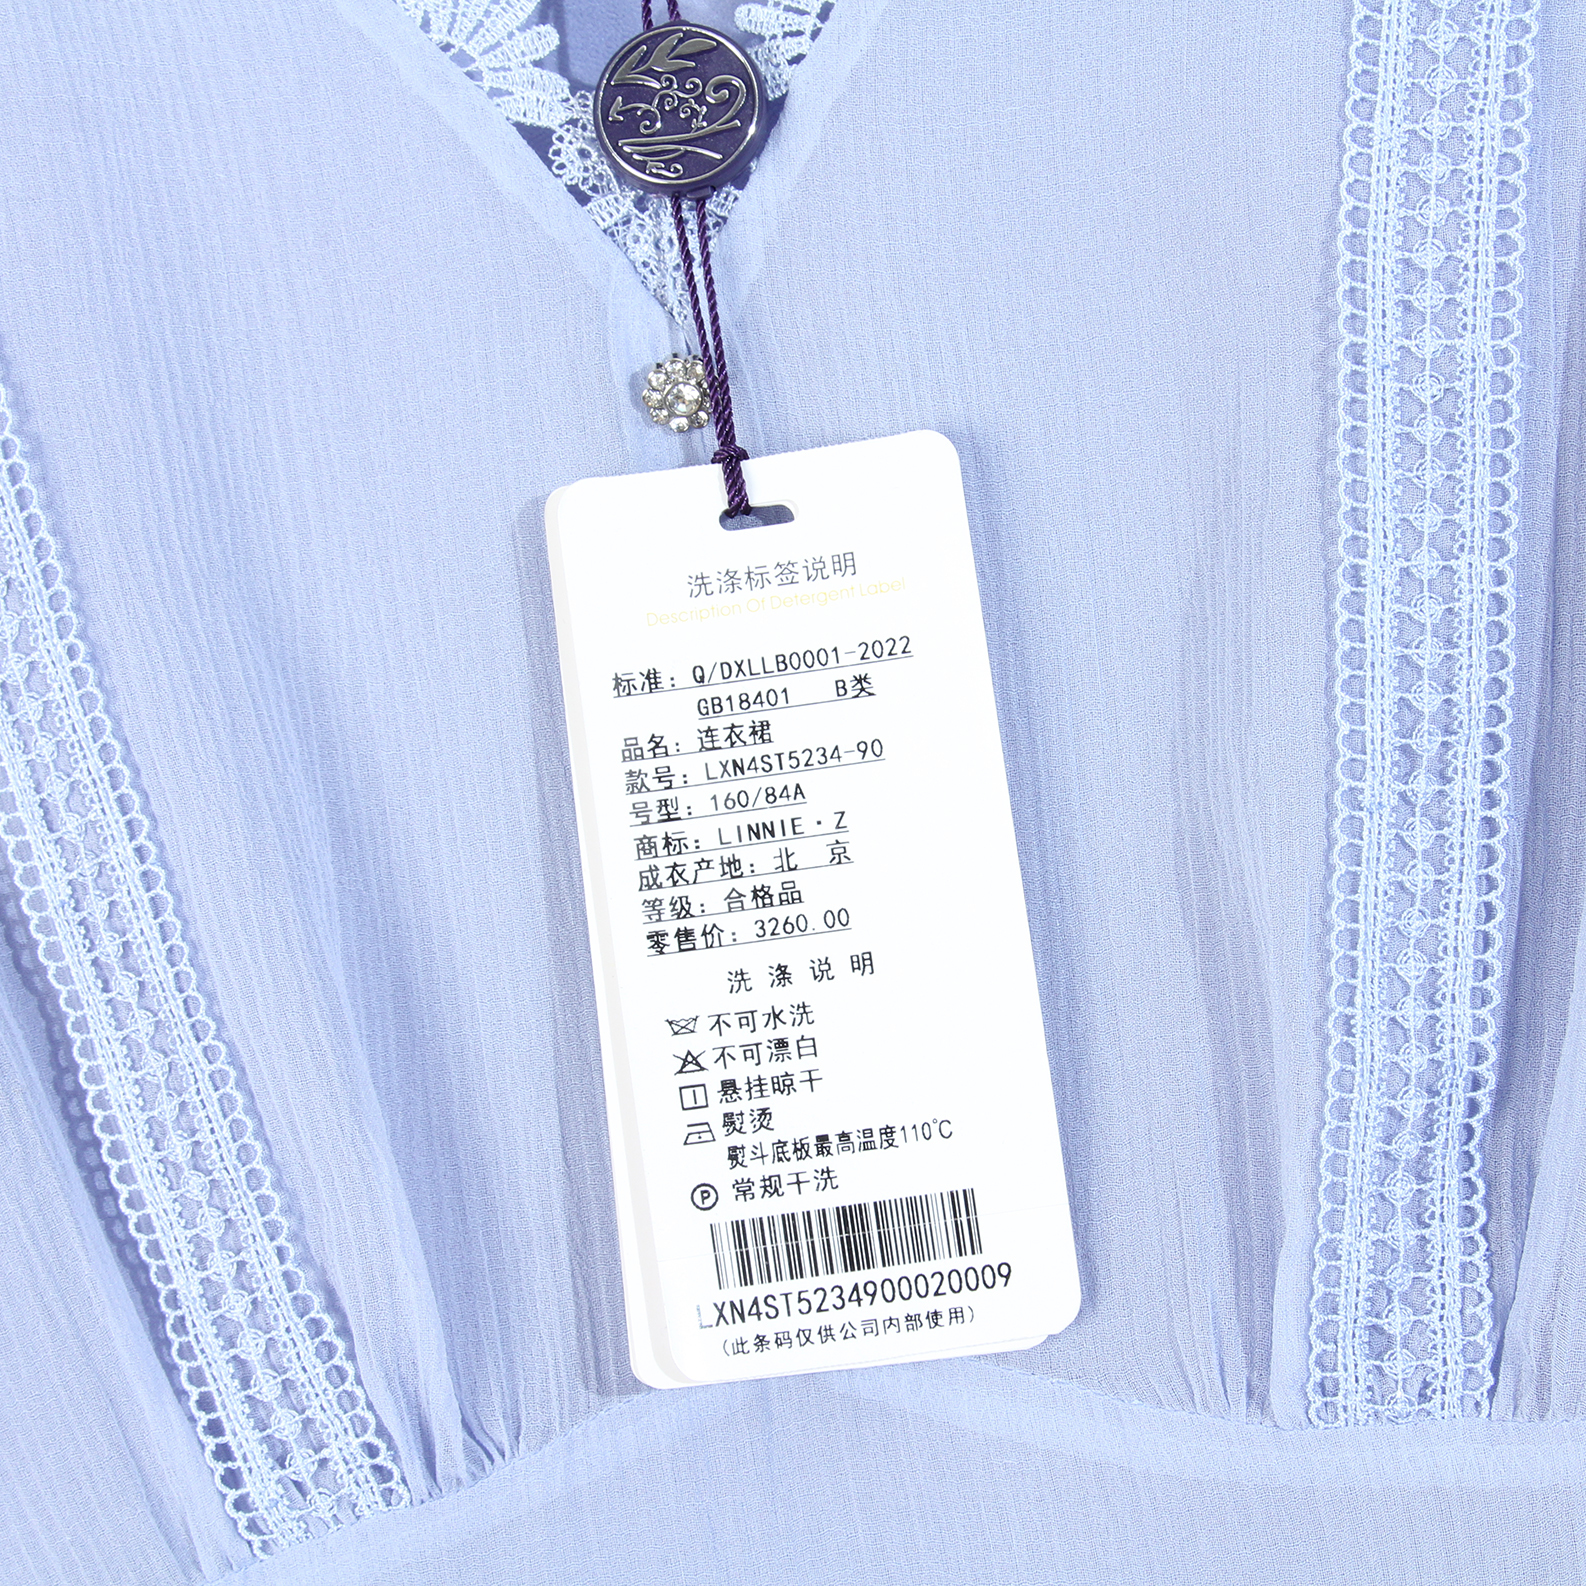 洗涤标签说明
Description Of Detergent Label
标准：Q/DXLLB0001-2022
GB18401 B类
品名：连衣裙
款号：LXN4ST5234-90
号型：160/84A
商标：LINNIE·Z
成衣产地：北 京
等级：合格品
零售价：3260.00
洗涤说明
不可水洗
不可漂白
悬挂晾干
熨烫
熨斗底板最高温度110℃
P 常规干洗
LXN4ST5234900020009
（此条码仅供公司内部使用）